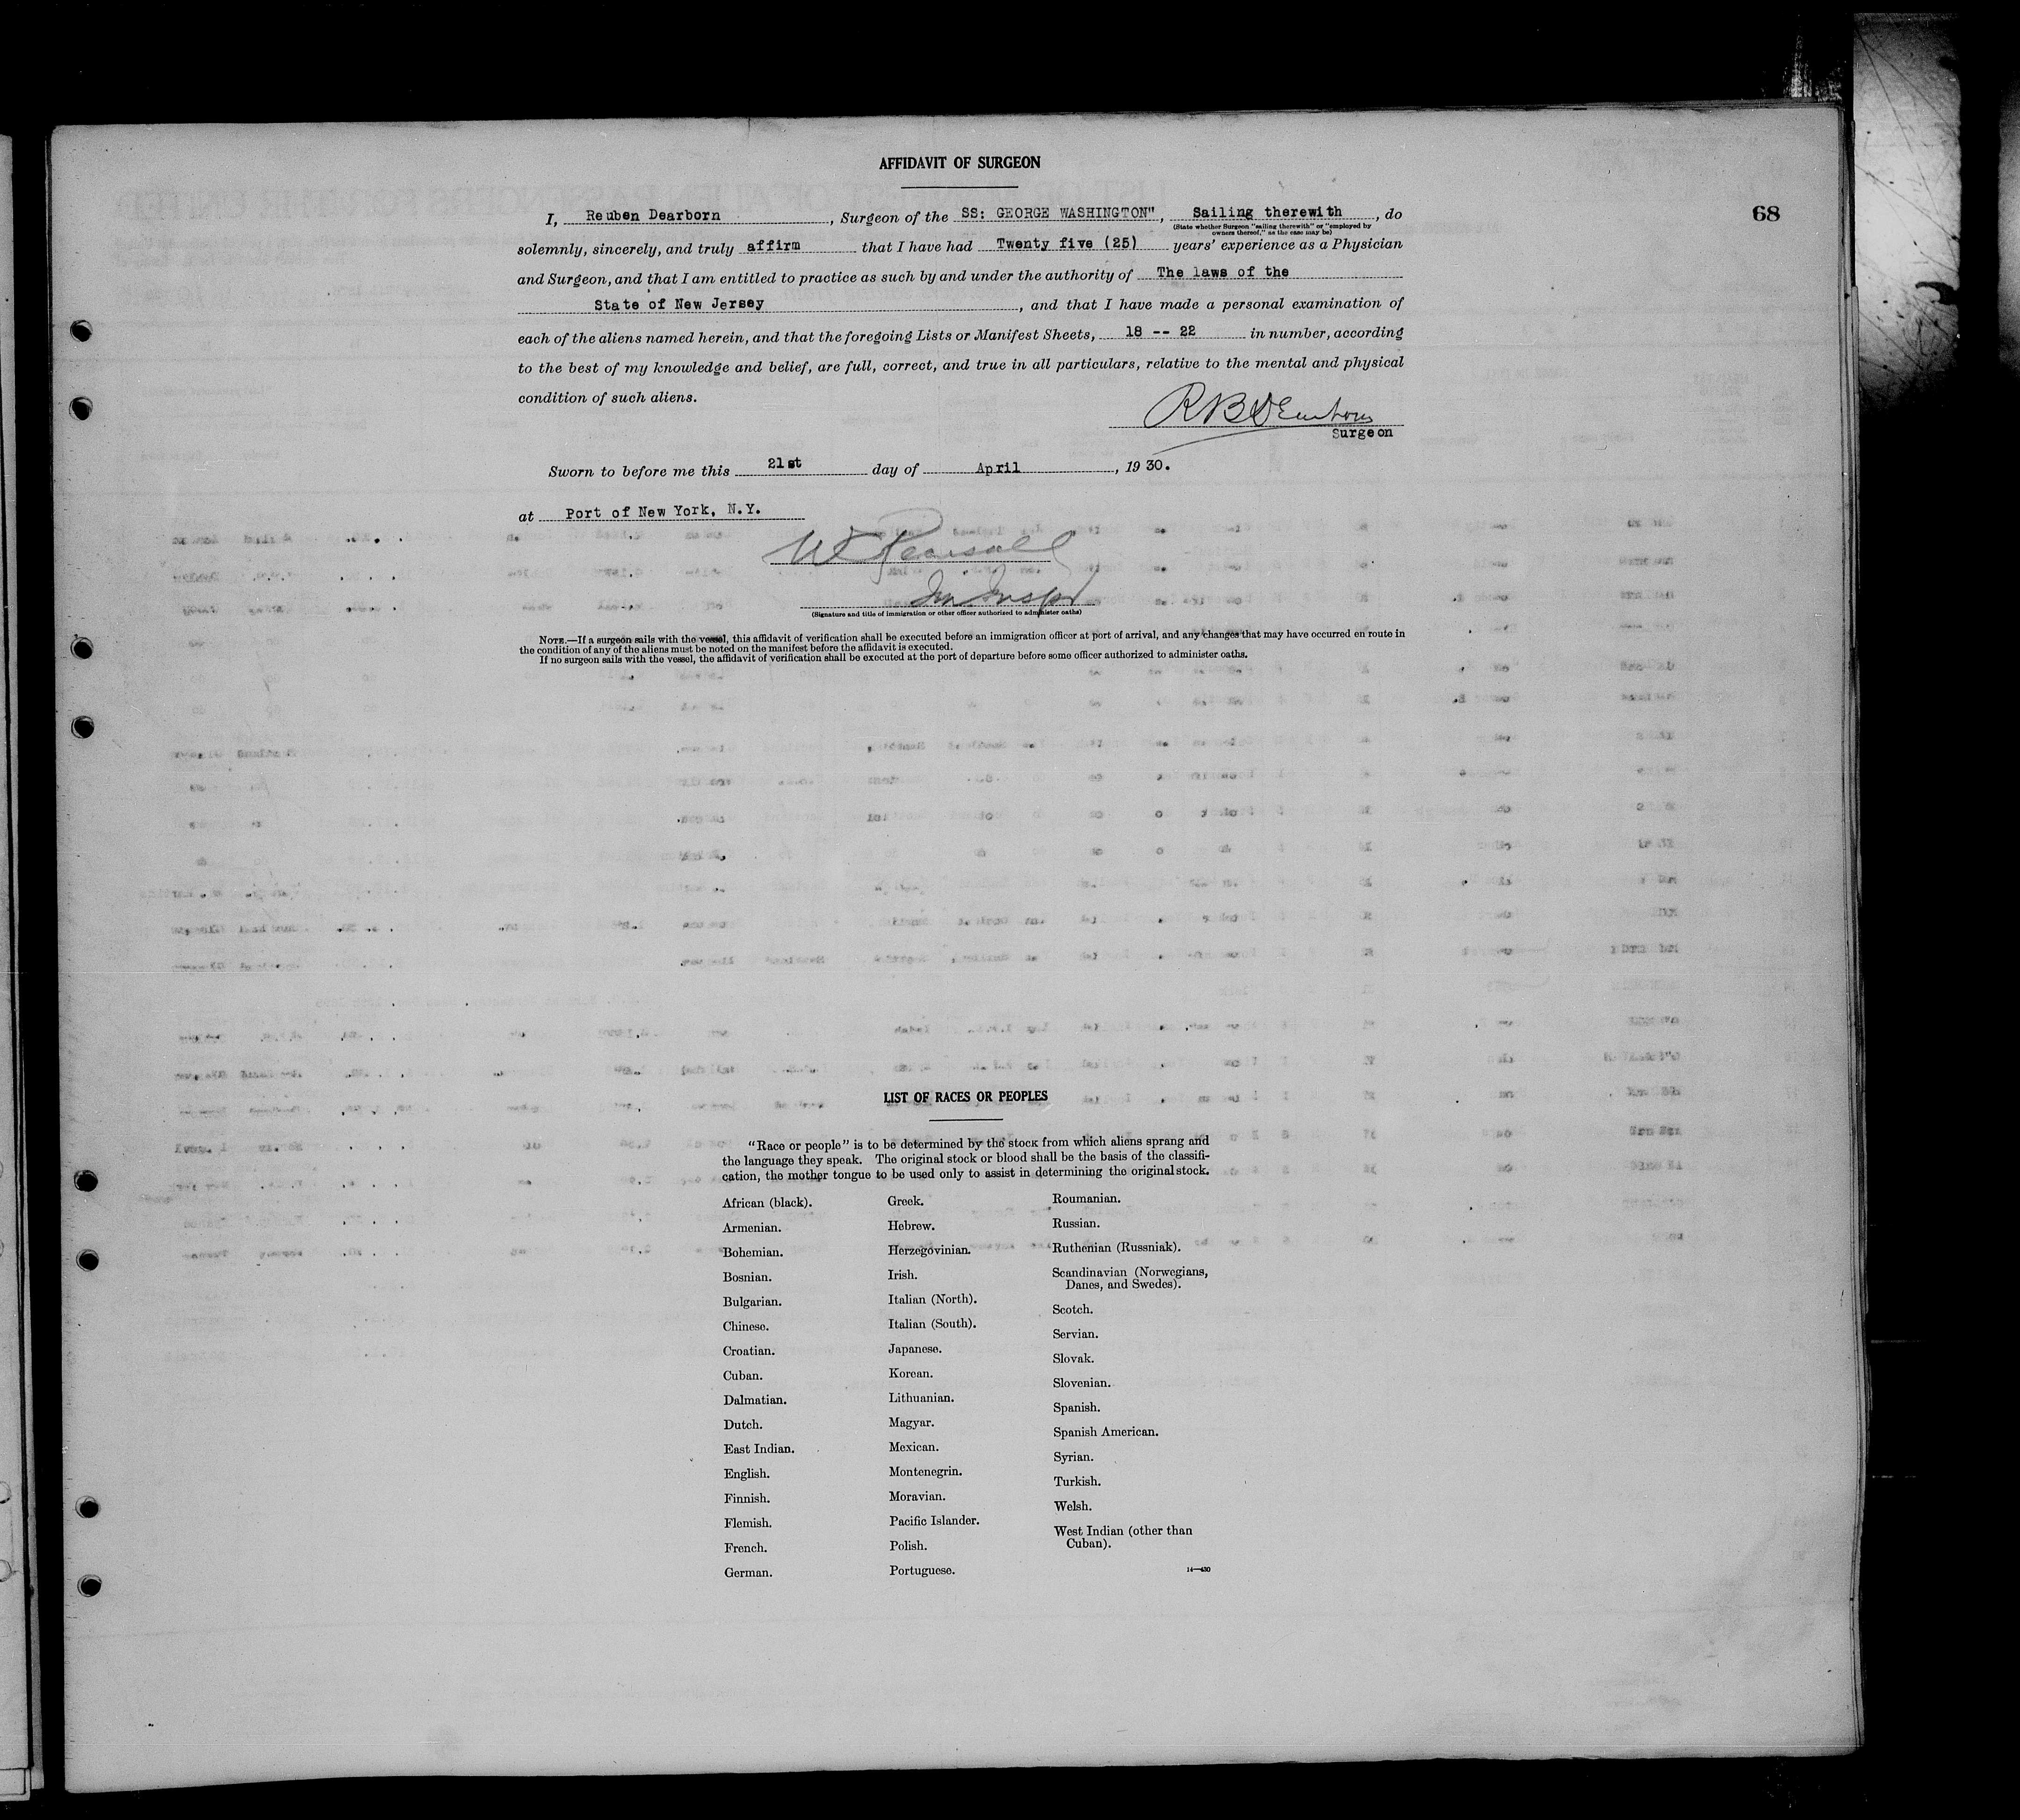 AFFIDAVIT OF SURGEON
68
I, Reuben Dearborn, Surgeon of the SS: GEORGE WASHINGTON", Sailing therewith, do
(State whether Surgeon "sailing therewith" or "employed by
owners thereof," as the case may be)
solemnly, sincerely, and truly affirm that I have had Twenty five (25) years' experience as a Physician
and Surgeon, and that I am entitled to practice as such by and under the authority of The laws of the
State of New Jersey, and that I have made a personal examination of
each of the aliens named herein, and that the foregoing Lists or Manifest Sheets, 18 -- 22 in number, according
to the best of my knowledge and belief, are full, correct, and true in all particulars, relative to the mental and physical
condition of such aliens.
RBDearborn
Surgeon
Sworn to before me this 21st day of April, 1930.
at Port of New York, N.Y.
Pearsall
Im Inspr
(Signature and title of immigration or other officer authorized to administer oaths)
NOTE.—If a surgeon sails with the vessel, this affidavit of verification shall be executed before an immigration officer at port of arrival, and any changes that may have occurred en route in
the condition of any of the aliens must be noted on the manifest before the affidavit is executed.
If no surgeon sails with the vessel, the affidavit of verification shall be executed at the port of departure before some officer authorized to administer oaths.
LIST OF RACES OR PEOPLES
"Race or people" is to be determined by the stock from which aliens sprang and
the language they speak. The original stock or blood shall be the basis of the classifi-
cation, the mother tongue to be used only to assist in determining the original stock.
African (black).
Armenian.
Bohemian.
Bosnian.
Bulgarian.
Chinese.
Croatian.
Cuban.
Dalmatian.
Dutch.
East Indian.
English.
Finnish.
Flemish.
French.
German.
Greek.
Hebrew.
Herzegovinian.
Irish.
Italian (North).
Italian (South).
Japanese.
Korean.
Lithuanian.
Magyar.
Mexican.
Montenegrin.
Moravian.
Pacific Islander.
Polish.
Portuguese.
Roumanian.
Russian.
Ruthenian (Russniak).
Scandinavian (Norwegians,
Danes, and Swedes).
Scotch.
Servian.
Slovak.
Slovenian.
Spanish.
Spanish American.
Syrian.
Turkish.
Welsh.
West Indian (other than
Cuban).
14—430